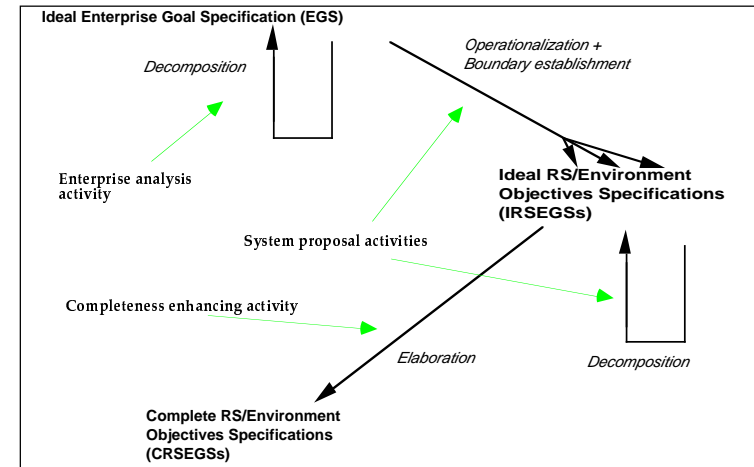 Ideal Enterprise Goal Specification (EGS)
Operationalization +
Boundary establishment
Decomposition
Enterprise analysis
activity
Ideal RS/Environment
Objectives Specifications
(IRSEGSs)
System proposal activities
Completeness enhancing activity
Elaboration
Decomposition
Complete RS/Environment
Objectives Specifications
(CRSEGSs)